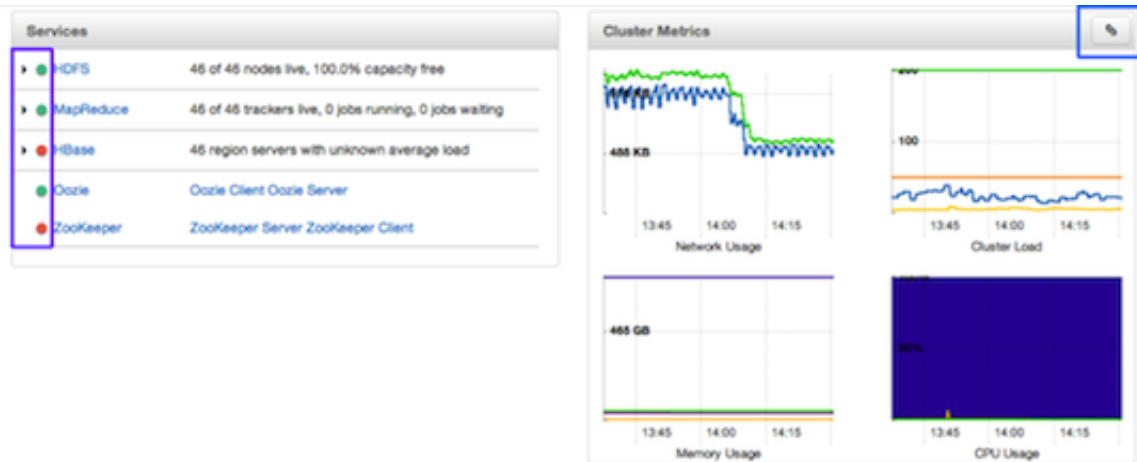 Services
HDFS 46 of 46 nodes live, 100.0% capacity free
MapReduce 46 of 46 trackers live, 0 jobs running, 0 jobs waiting
HBase 46 region servers with unknown average load
Oozie Oozie Client Oozie Server
ZooKeeper ZooKeeper Server ZooKeeper Client
Cluster Metrics
488 KB
13:45 14:00 14:15
Network Usage
200
100
13:45 14:00 14:15
Cluster Load
465 GB
13:45 14:00 14:15
Memory Usage
100%
50%
13:45 14:00 14:15
CPU Usage